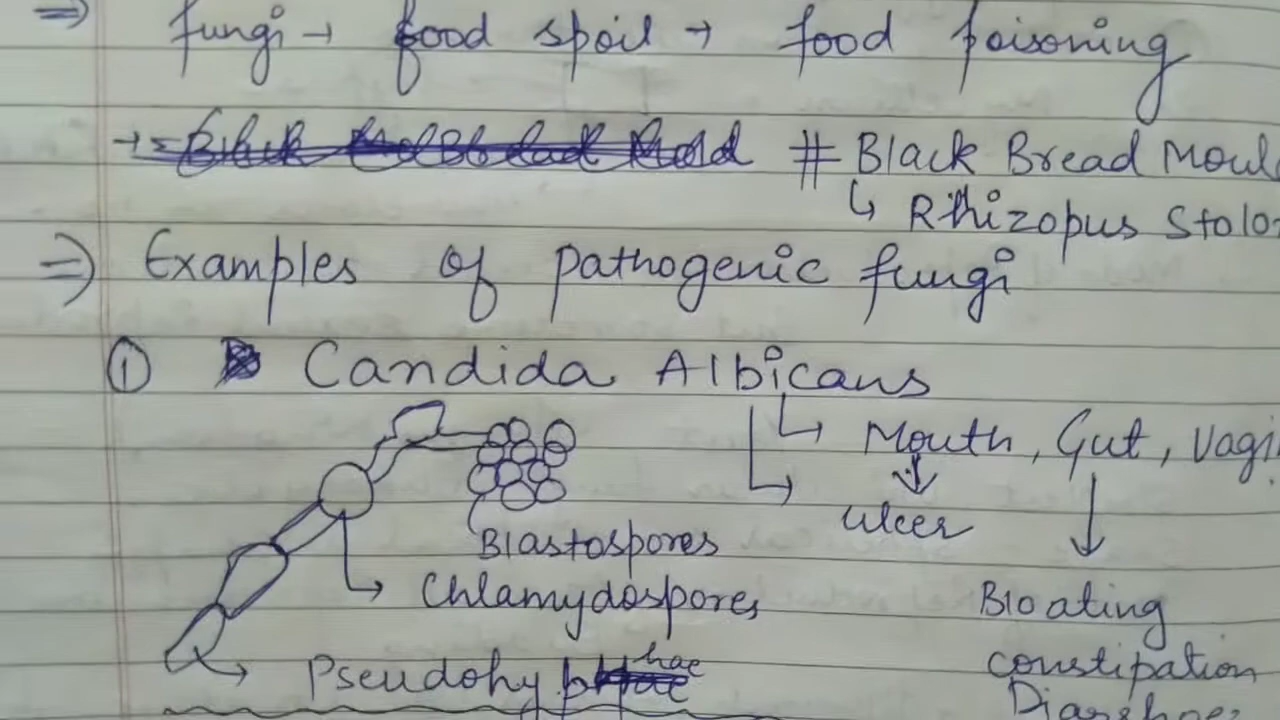 ⇒ fungi → food spoil → food poisoning
# Black Bread Moul
↳ Rhizopus Stolo
⇒ Examples of pathogenic fungi
① Candida Albicans
↳ Mouth, Gut, Vagi
↓
→ ulcer
Blastospores
↓
→ Chlamydospores
Bloating
→ Pseudohyphae
constipation
Diarrhoe